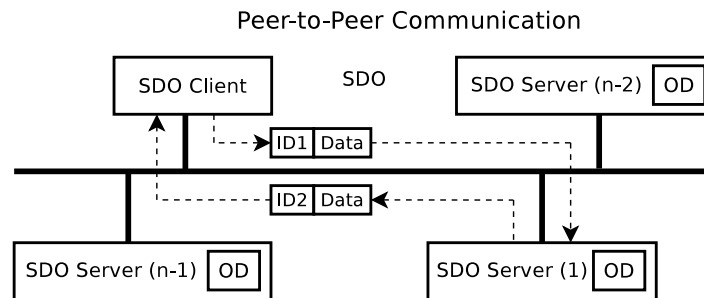 Peer-to-Peer Communication
SDO Client
SDO
SDO Server (n-2) OD
ID1 Data
ID2 Data
SDO Server (n-1) OD
SDO Server (1) OD